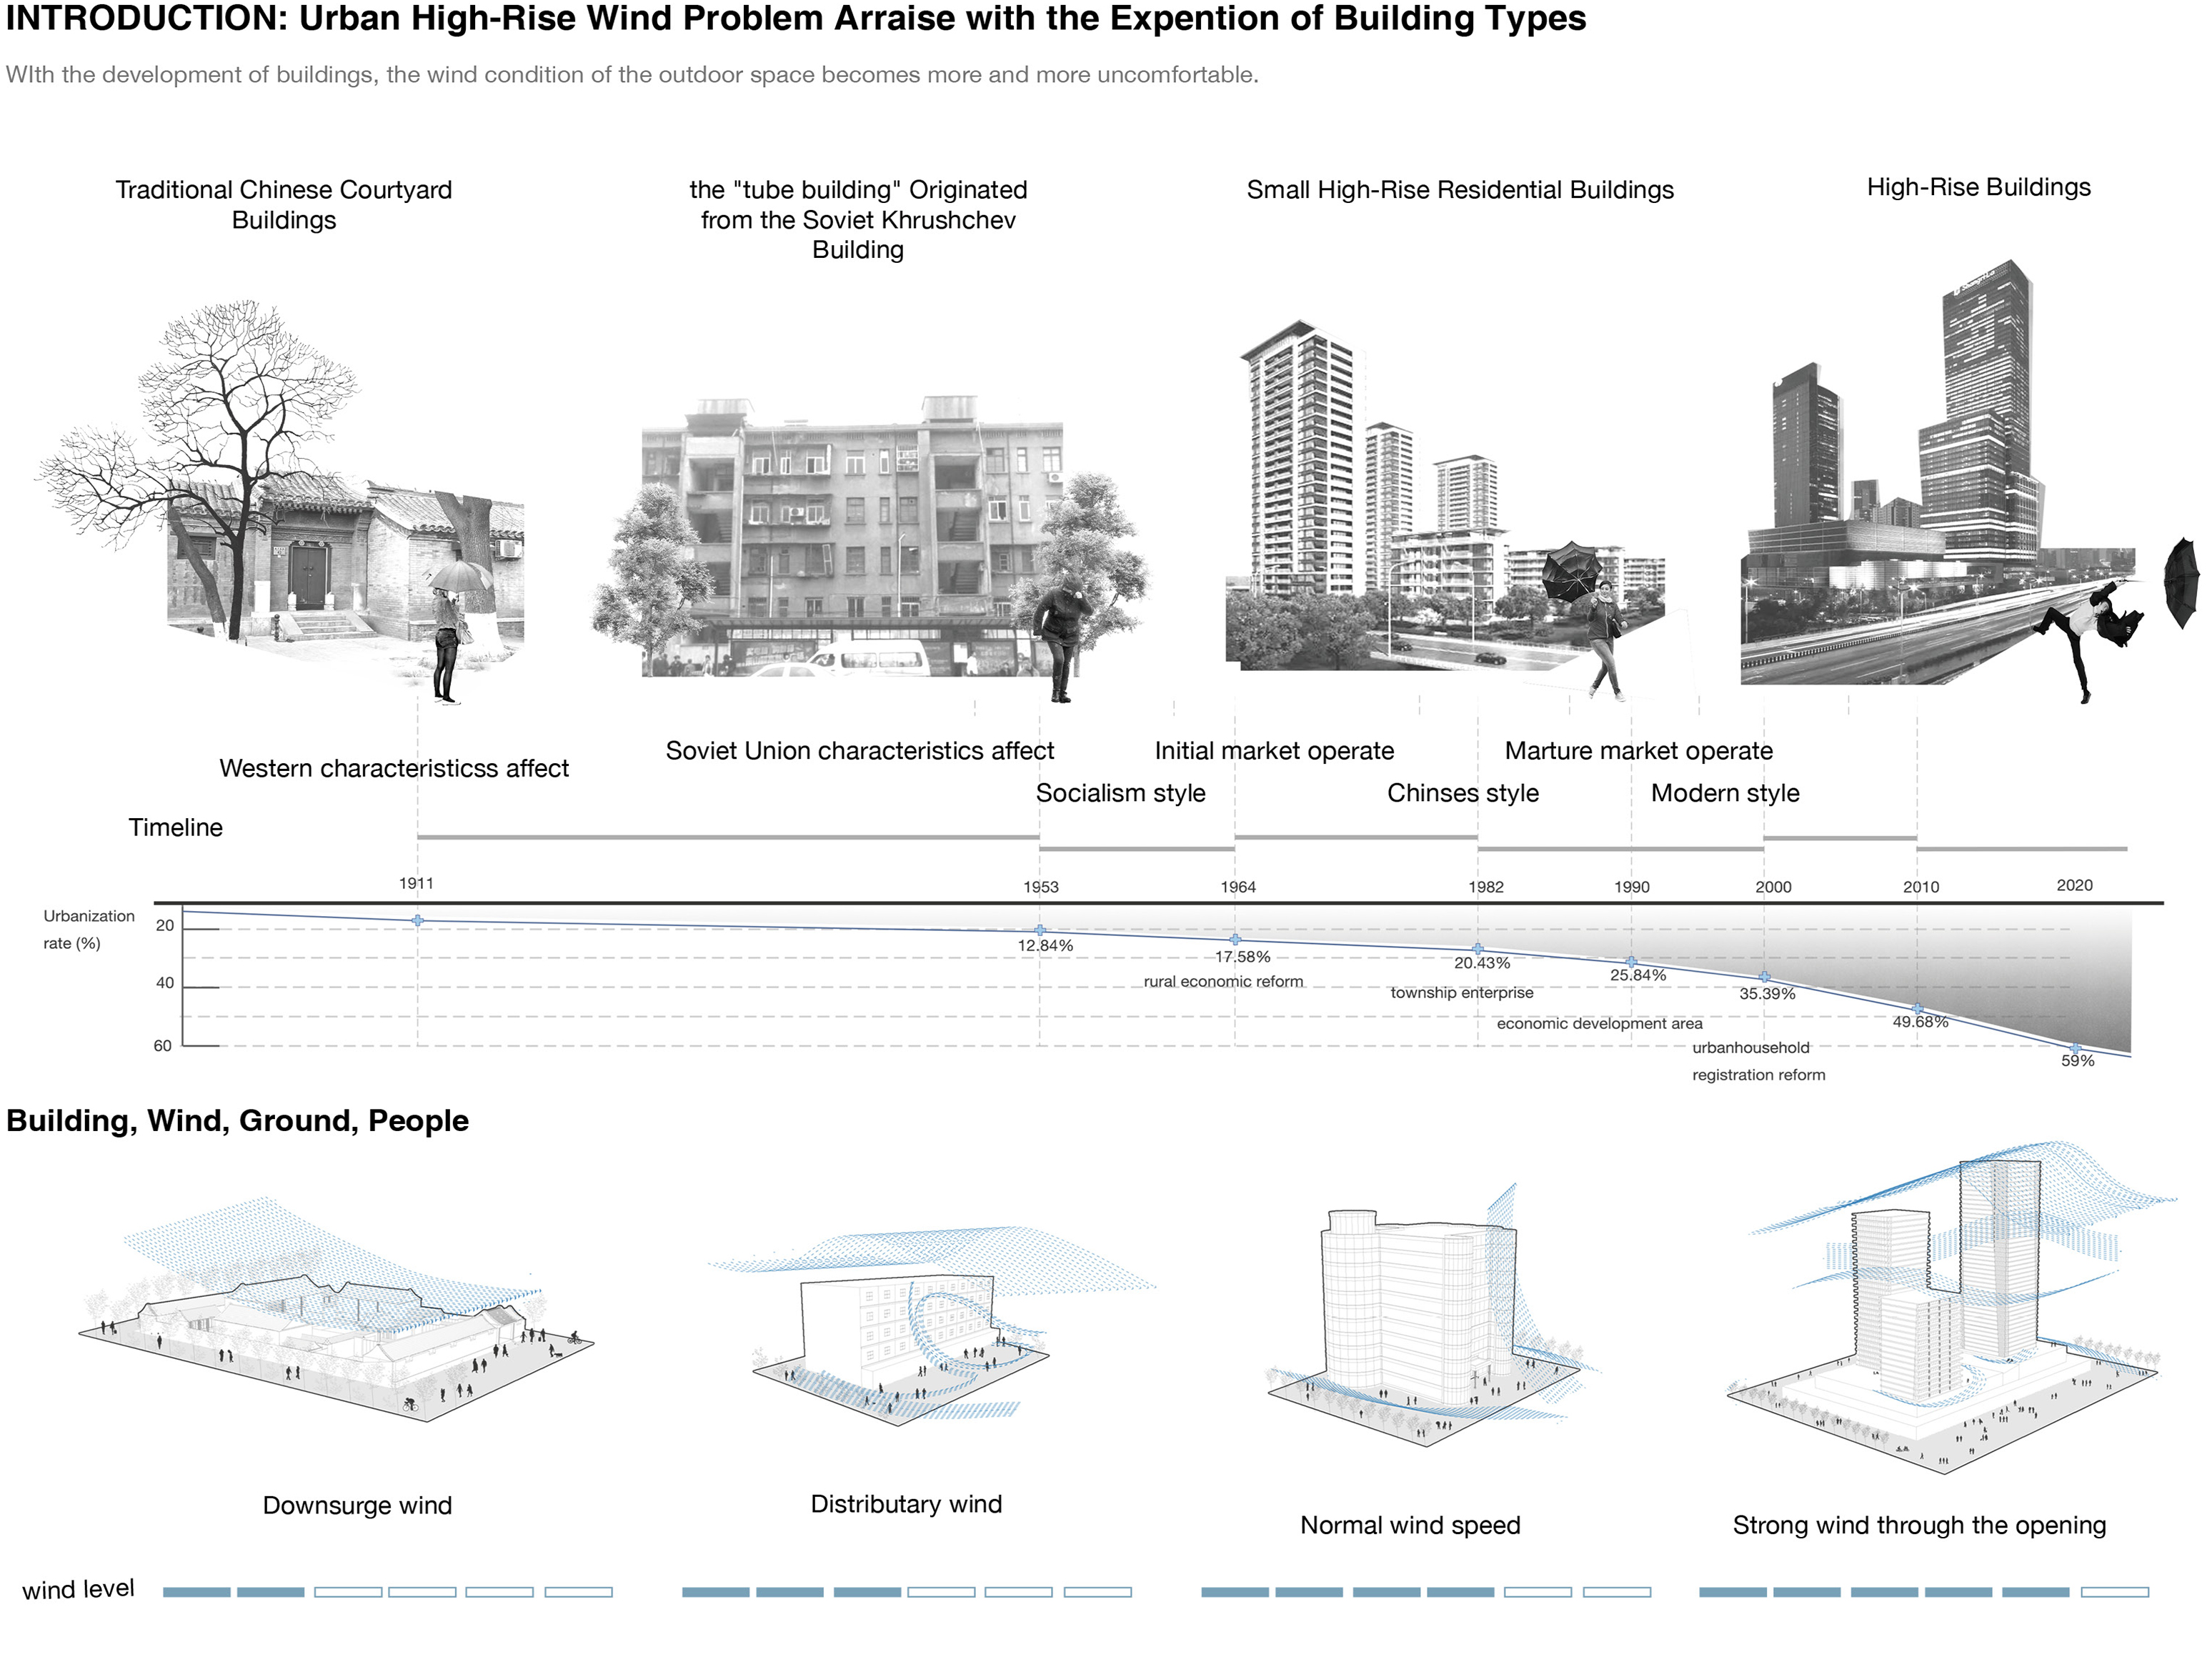 INTRODUCTION: Urban High-Rise Wind Problem Arraise with the Expention of Building Types
WIth the development of buildings, the wind condition of the outdoor space becomes more and more uncomfortable.
Traditional Chinese Courtyard
Buildings
the "tube building" Originated
from the Soviet Khrushchev
Building
Small High-Rise Residential Buildings
High-Rise Buildings
Western characteristicss affect
Soviet Union characteristics affect
Socialism style
Initial market operate
Chinses style
Marture market operate
Modern style
Timeline
1911
1953
1964
1982
1990
2000
2010
2020
Urbanization
rate (%)
20
40
60
12.84%
17.58%
20.43%
25.84%
35.39%
49.68%
59%
rural economic reform
township enterprise
economic development area
urbanhousehold
registration reform
Building, Wind, Ground, People
Downsurge wind
Distributary wind
Normal wind speed
Strong wind through the opening
wind level